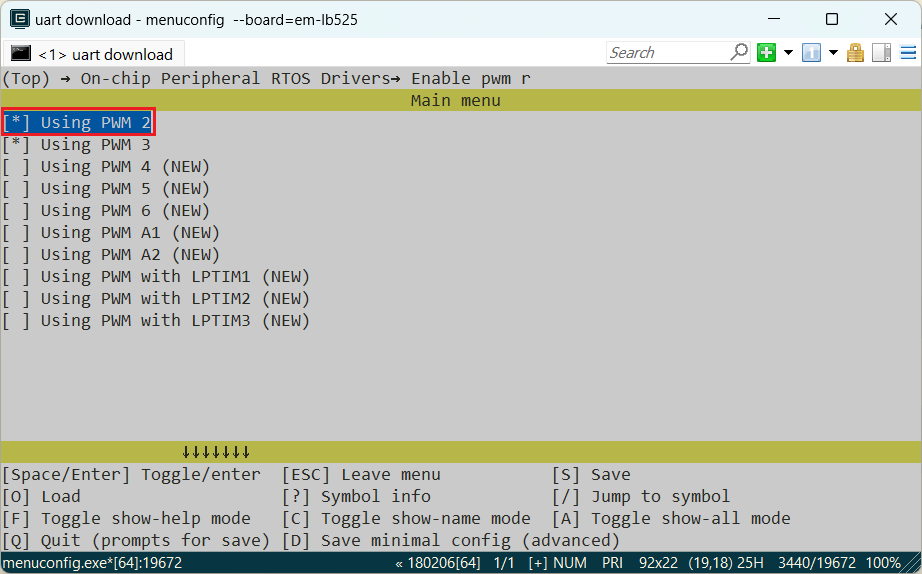 uart download - menuconfig --board=em-lb525
<1> uart download
Search
(Top) → On-chip Peripheral RTOS Drivers→ Enable pwm r
Main menu
[*] Using PWM 2
[*] Using PWM 3
[ ] Using PWM 4 (NEW)
[ ] Using PWM 5 (NEW)
[ ] Using PWM 6 (NEW)
[ ] Using PWM A1 (NEW)
[ ] Using PWM A2 (NEW)
[ ] Using PWM with LPTIM1 (NEW)
[ ] Using PWM with LPTIM2 (NEW)
[ ] Using PWM with LPTIM3 (NEW)
↓↓↓↓↓↓↓
[Space/Enter] Toggle/enter [ESC] Leave menu [S] Save
[O] Load [?] Symbol info [/] Jump to symbol
[F] Toggle show-help mode [C] Toggle show-name mode [A] Toggle show-all mode
[Q] Quit (prompts for save) [D] Save minimal config (advanced)
menuconfig.exe*[64]:19672 « 180206[64] 1/1 [+] NUM PRI 92x22 (19,18) 25H 3440/19672 100%